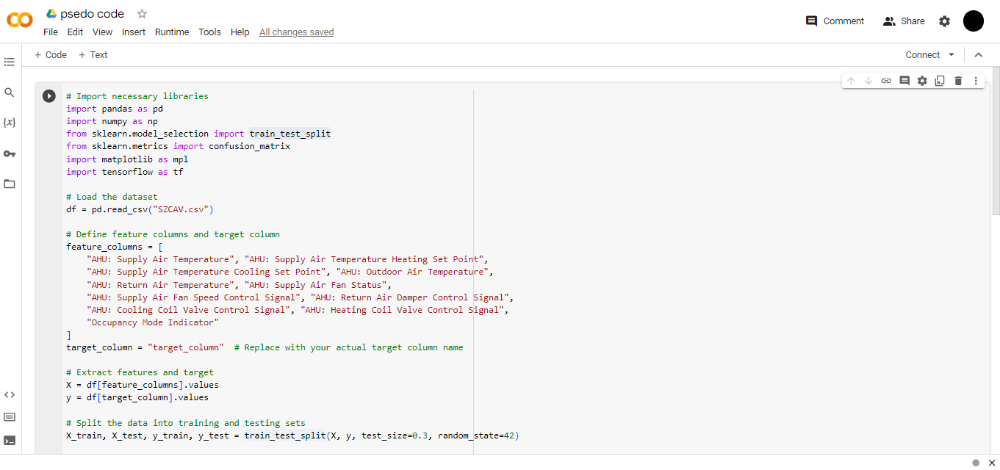 psedo code
File Edit View Insert Runtime Tools Help All changes saved
Comment
Share
+ Code + Text
Connect
{x}
# Import necessary libraries
import pandas as pd
import numpy as np
from sklearn.model_selection import train_test_split
from sklearn.metrics import confusion_matrix
import matplotlib as mpl
import tensorflow as tf
# Load the dataset
df = pd.read_csv("SZCAV.csv")
# Define feature columns and target column
feature_columns = [
"AHU: Supply Air Temperature", "AHU: Supply Air Temperature Heating Set Point",
"AHU: Supply Air Temperature Cooling Set Point", "AHU: Outdoor Air Temperature",
"AHU: Return Air Temperature", "AHU: Supply Air Fan Status",
"AHU: Supply Air Fan Speed Control Signal", "AHU: Return Air Damper Control Signal",
"AHU: Cooling Coil Valve Control Signal", "AHU: Heating Coil Valve Control Signal",
"Occupancy Mode Indicator"
]
target_column = "target_column"  # Replace with your actual target column name
# Extract features and target
X = df[feature_columns].values
y = df[target_column].values
# Split the data into training and testing sets
X_train, X_test, y_train, y_test = train_test_split(X, y, test_size=0.3, random_state=42)